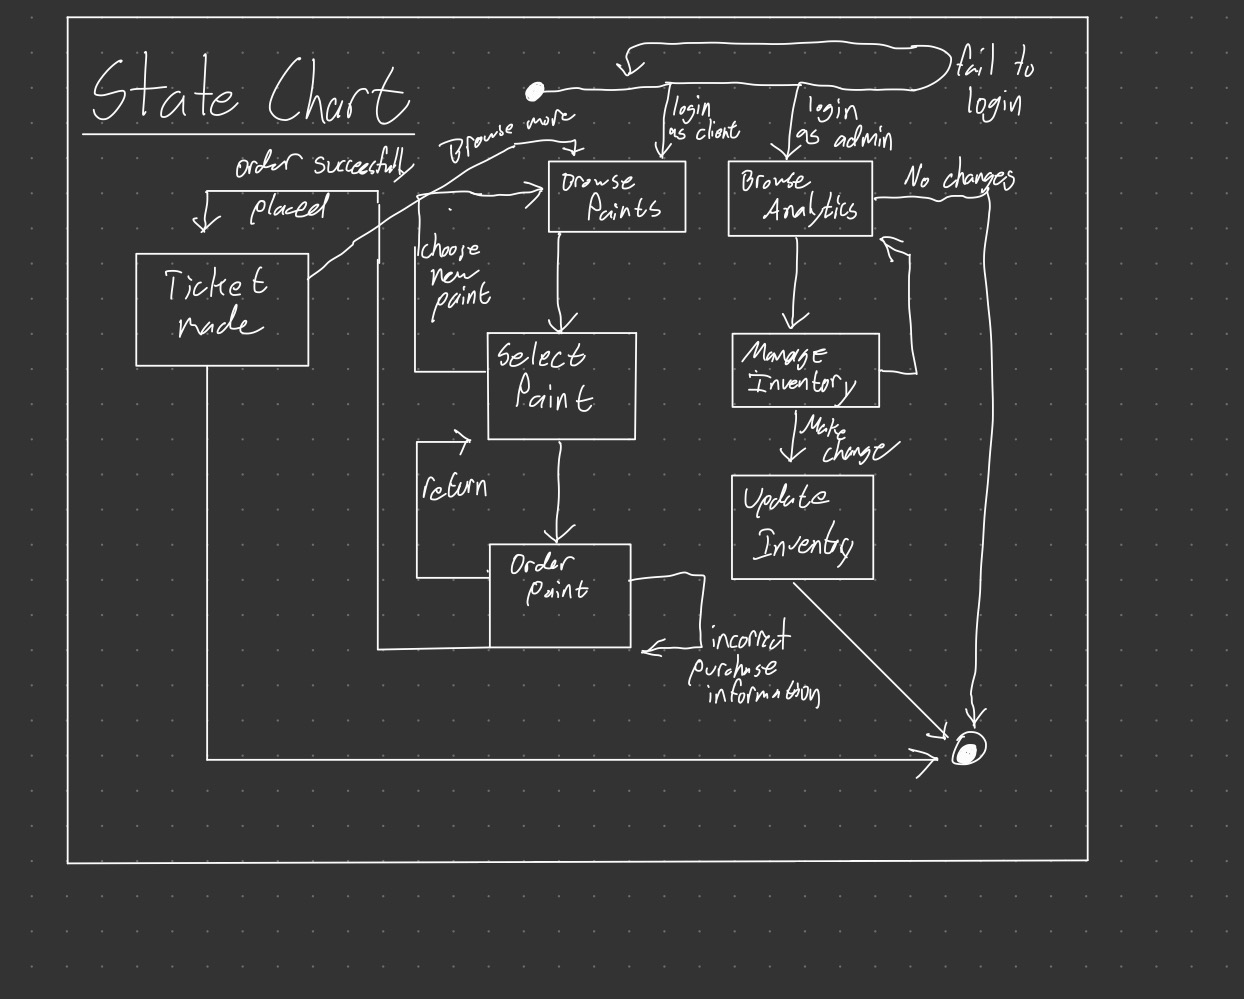 State Chart
fail to
login
login
as client
login
as admin
Browse more
order successfully
placed
Browse
Paints
Browse
Analytics
No changes
Ticket
made
choose
new
paint
Select
Paint
Manage
Inventory
Make
change
return
Update
Inventory
Order
paint
incorrect
purchase
information